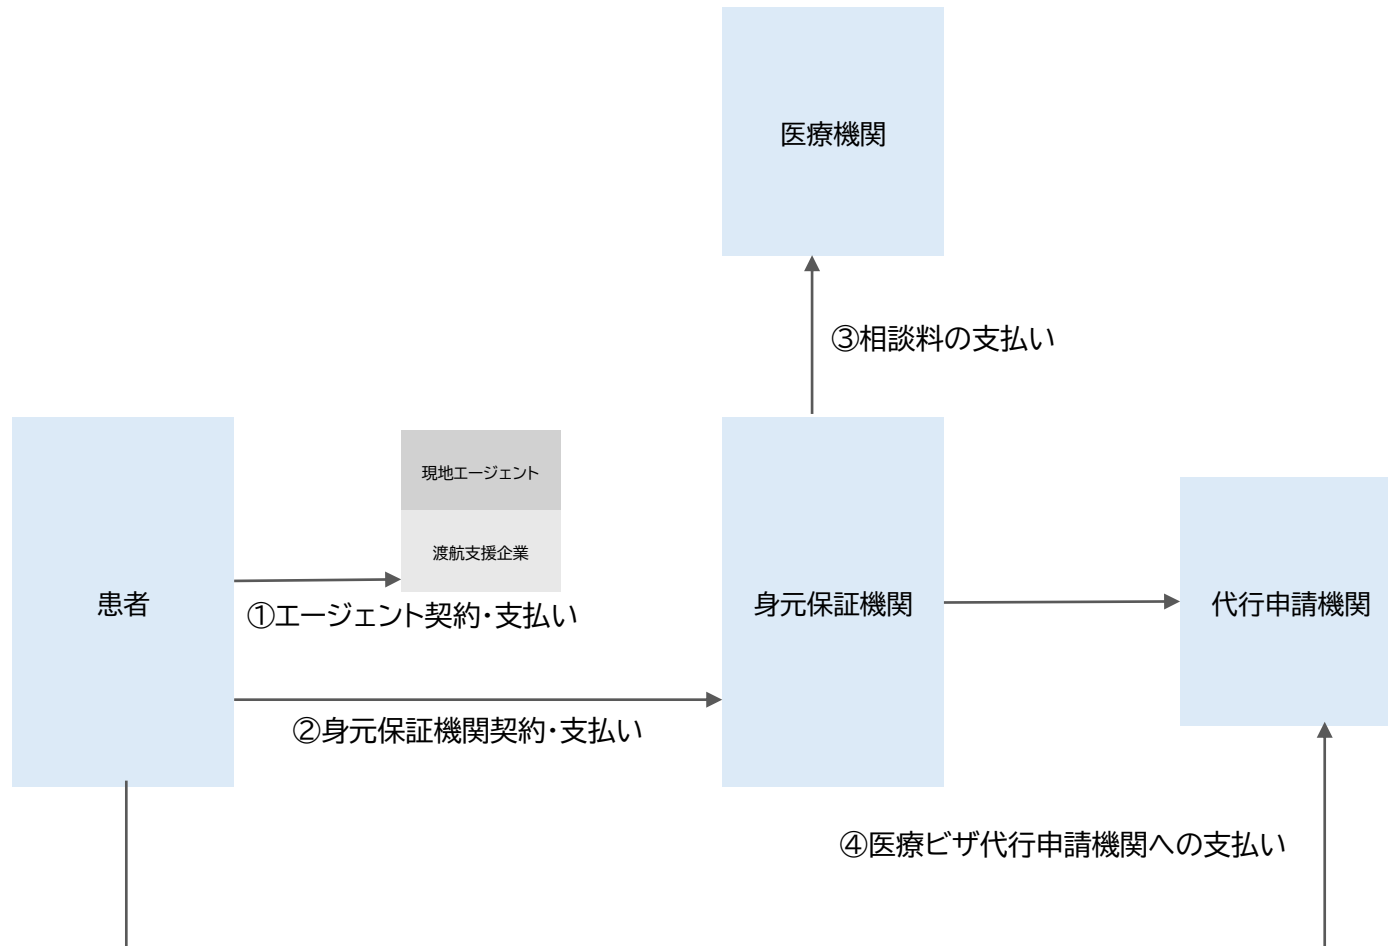 医療機関
③相談料の支払い
現地エージェント
渡航支援企業
患者
①エージェント契約・支払い
身元保証機関
代行申請機関
②身元保証機関契約・支払い
④医療ビザ代行申請機関への支払い